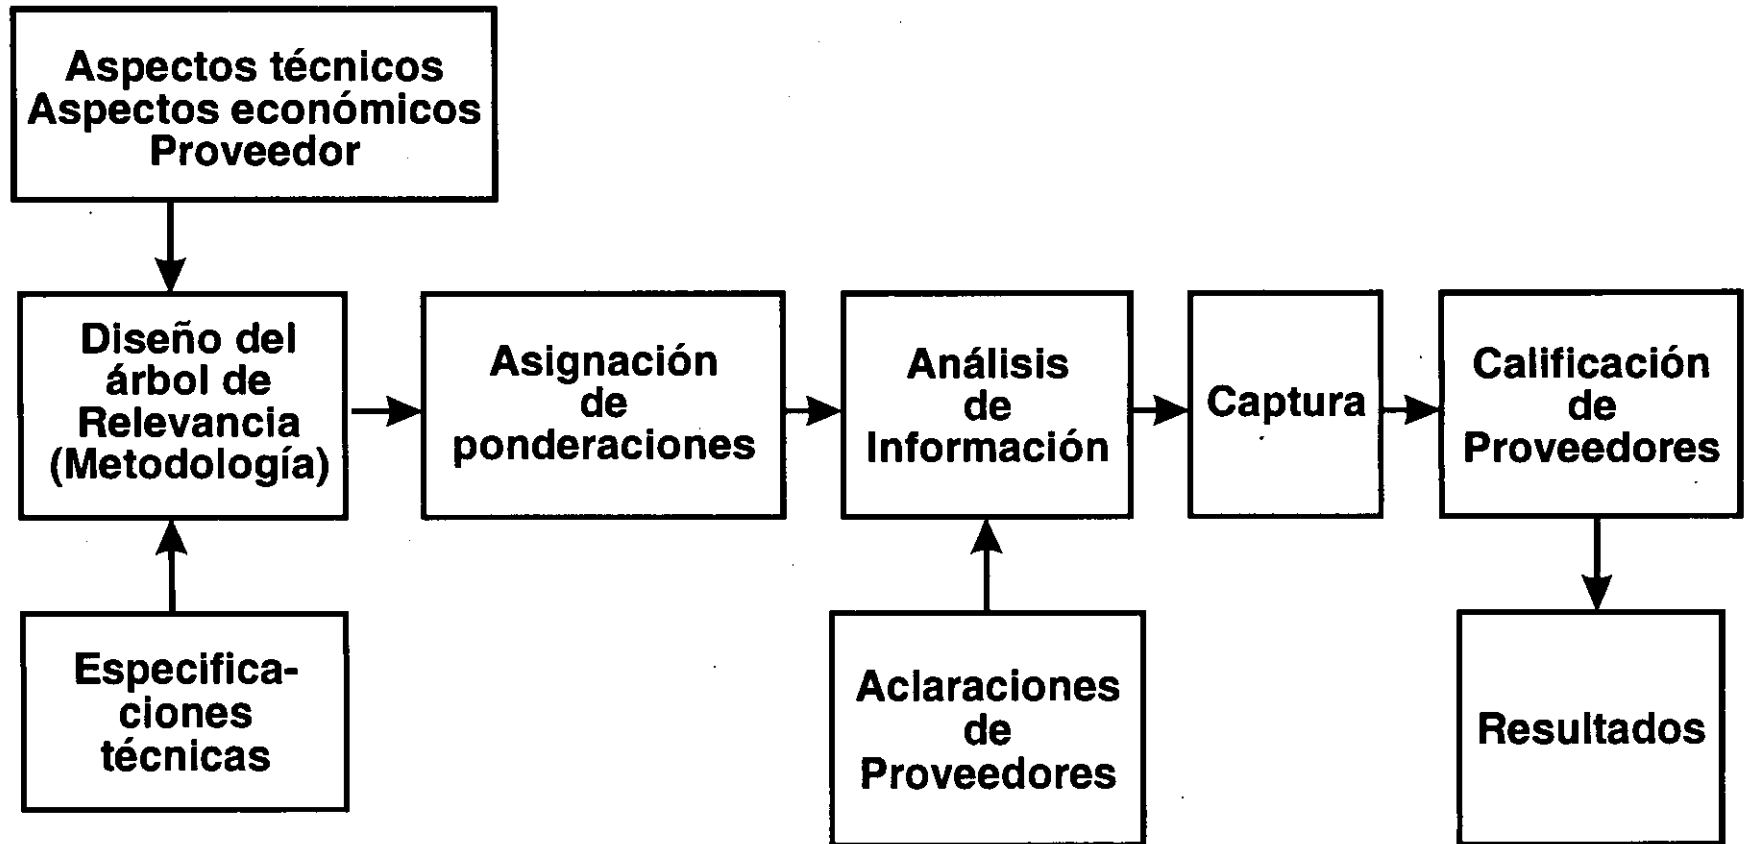 Aspectos técnicos
Aspectos económicos
Proveedor
Diseño del
árbol de
Relevancia
(Metodología)
Asignación
de
ponderaciones
Análisis
de
Información
Captura
Calificación
de
Proveedores
Especifica-
ciones
técnicas
Aclaraciones
de
Proveedores
Resultados